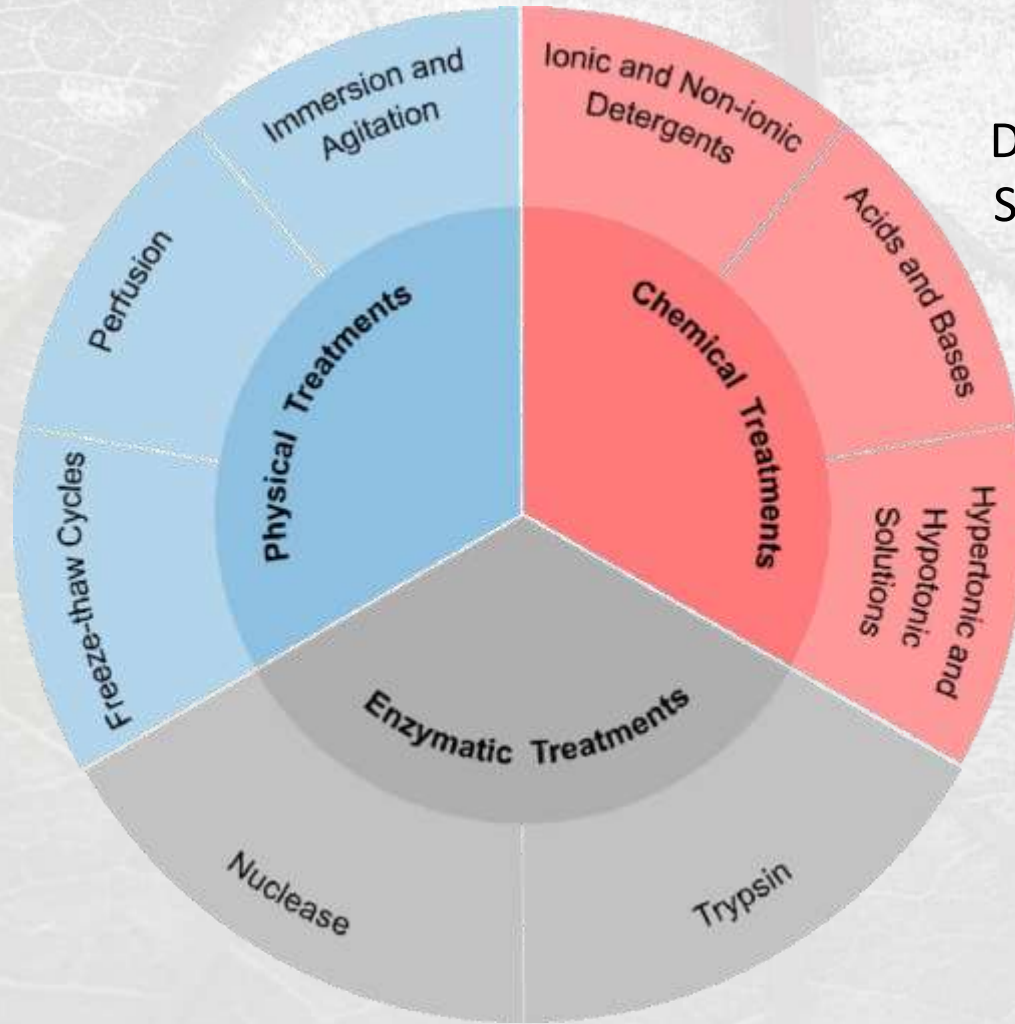 Immersion and
Agitation
Perfusion
Freeze-thaw Cycles
Physical Treatments
Ionic and Non-ionic
Detergents
Acids and Bases
Hypertonic and
Hypotonic
Solutions
Chemical Treatments
Enzymatic Treatments
Nuclease
Trypsin